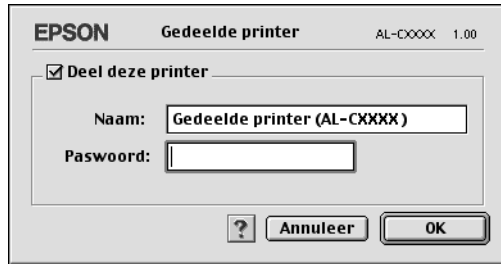 EPSON Gedeelde printer AL-CXXXX 1.00
Deel deze printer
Naam: Gedeelde printer (AL-CXXXX)
Paswoord:
? Annuleer OK